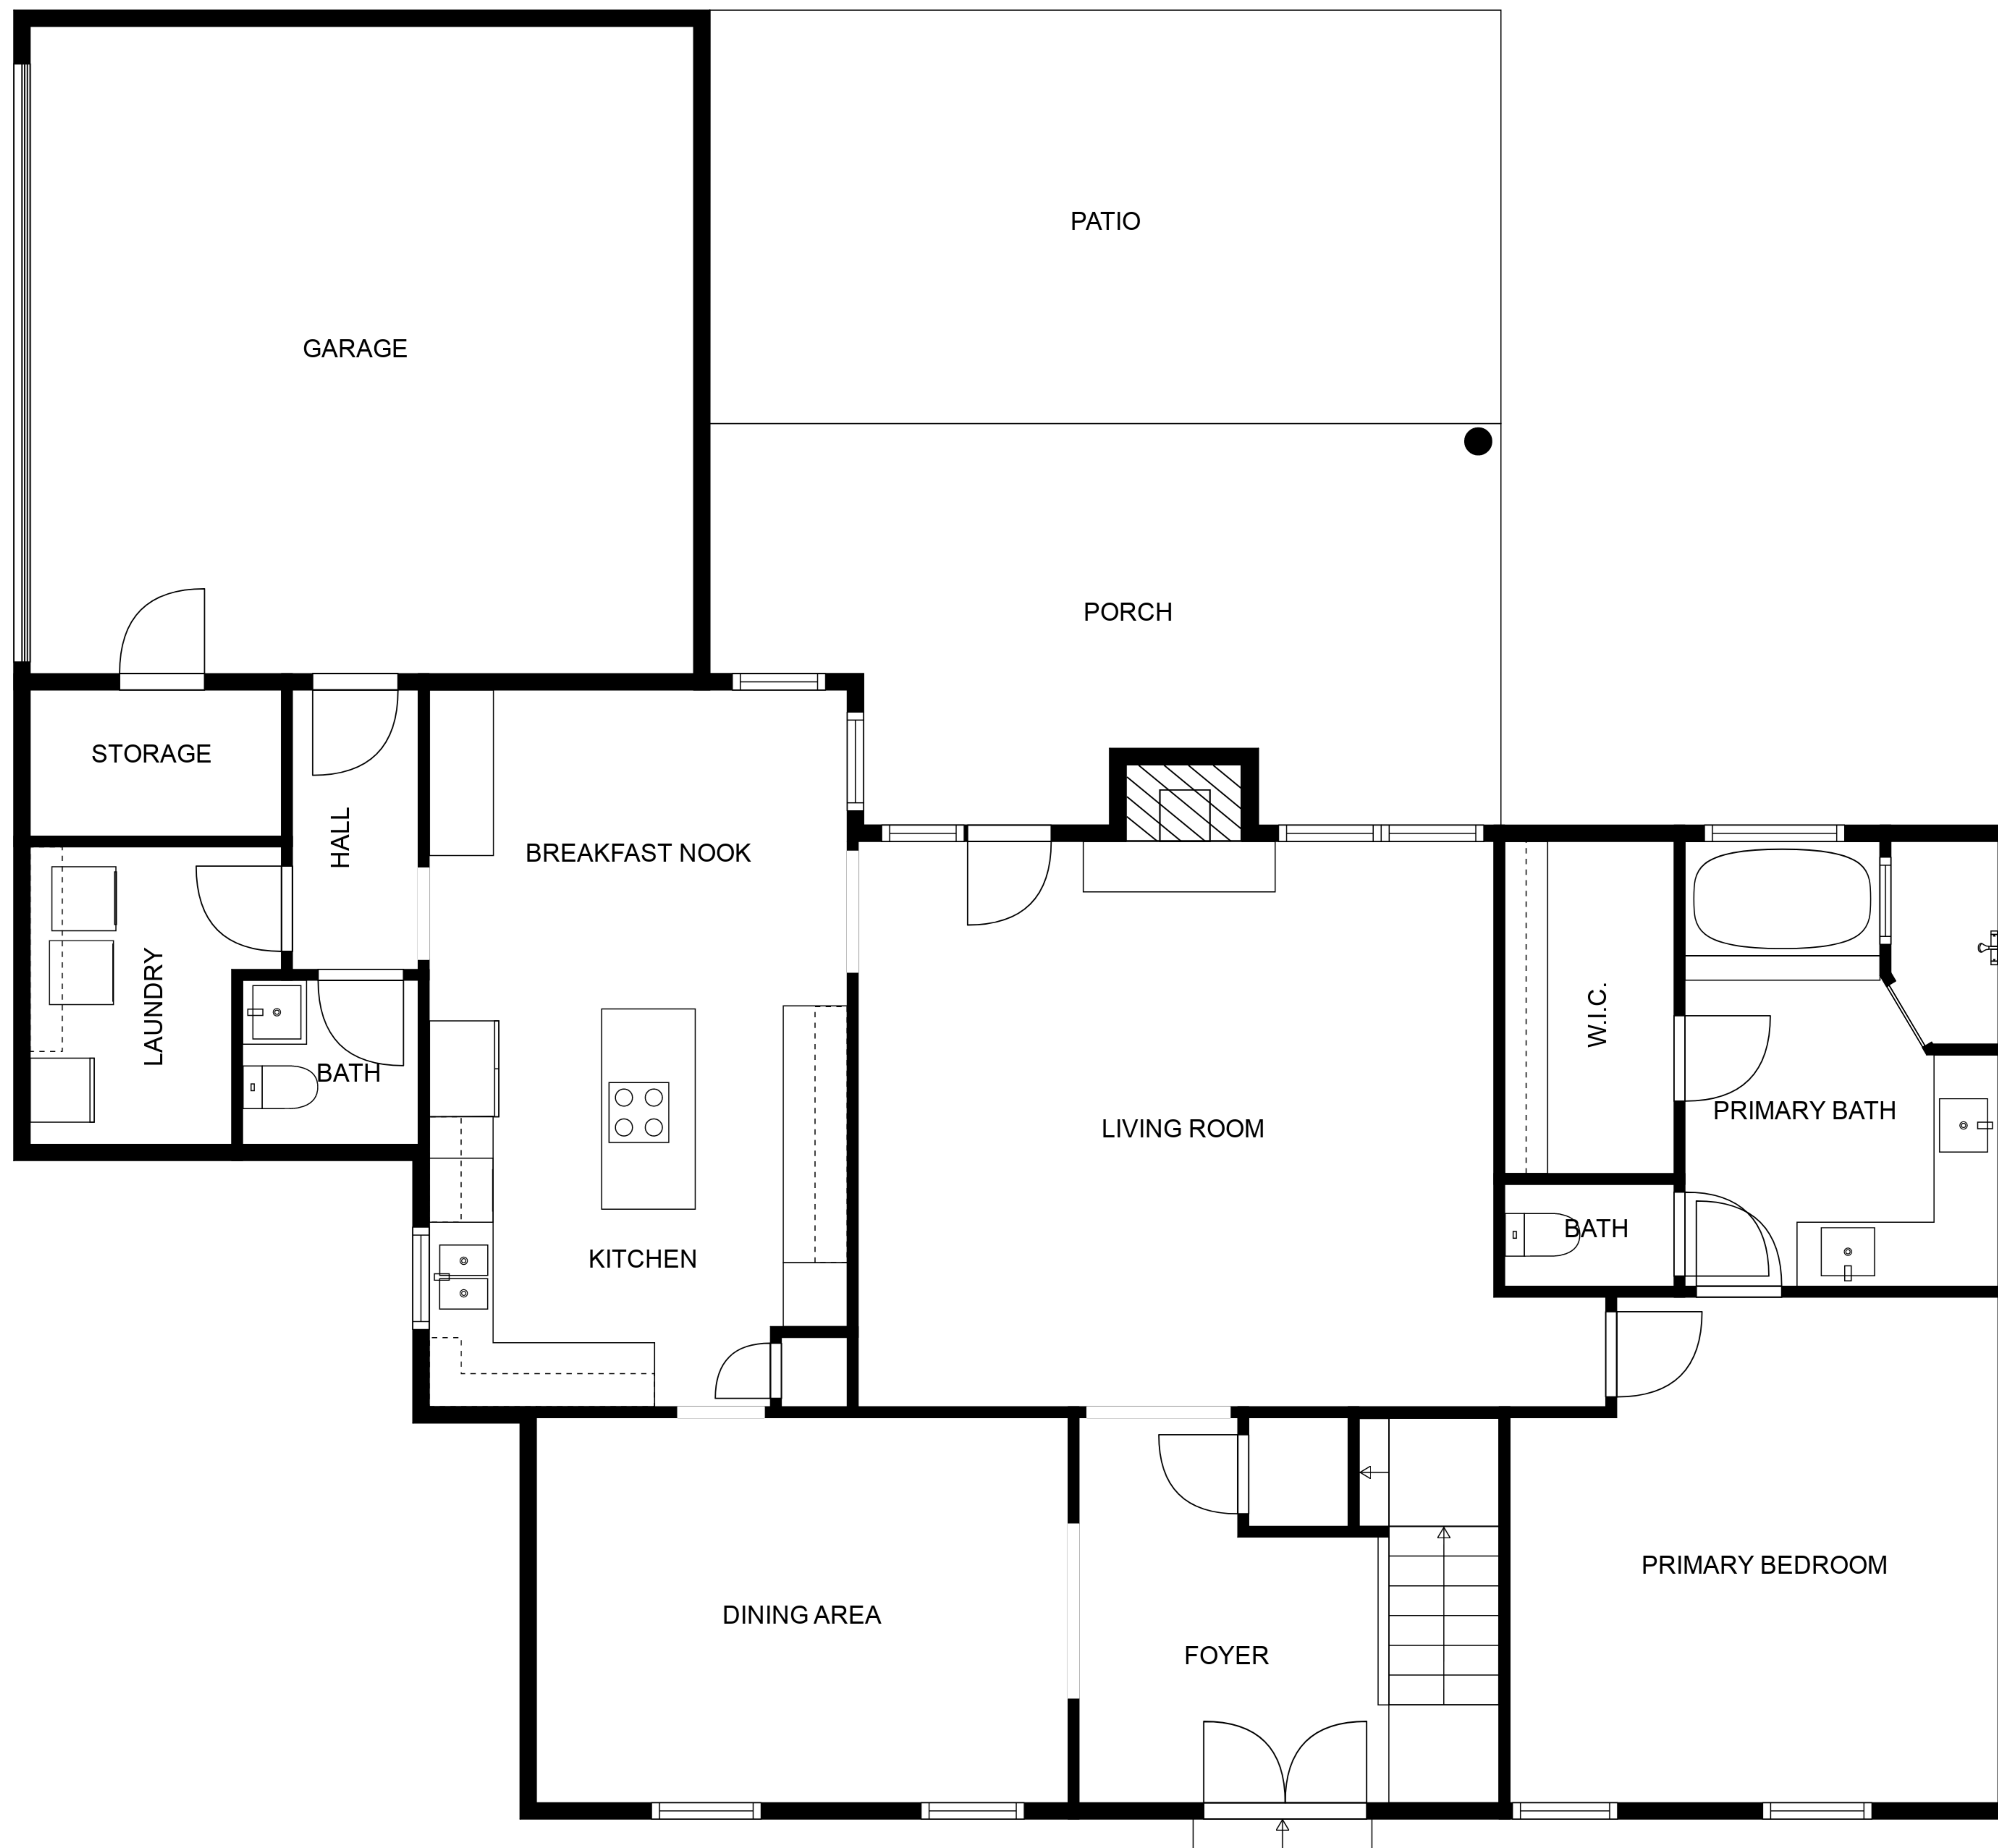 PATIO
GARAGE
PORCH
STORAGE
HALL
BREAKFAST NOOK
LAUNDRY
BATH
W.I.C.
PRIMARY BATH
LIVING ROOM
BATH
KITCHEN
PRIMARY BEDROOM
DINING AREA
FOYER